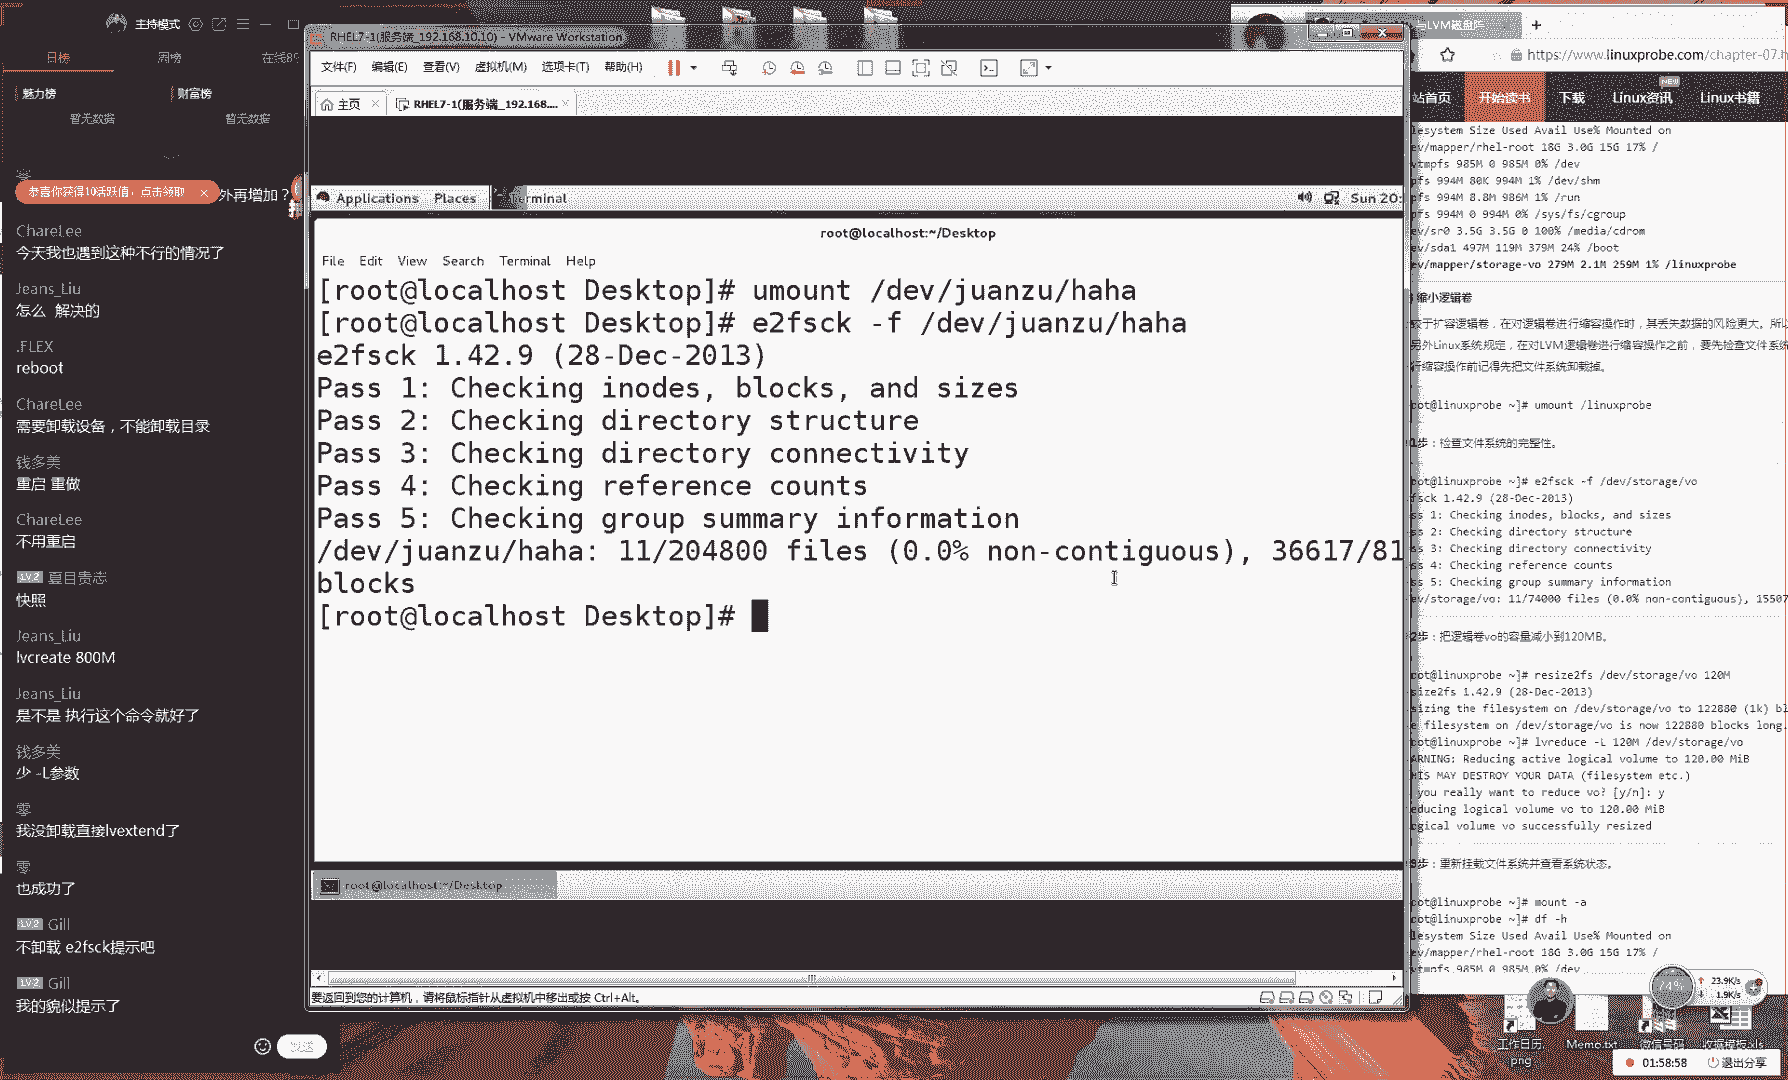 主持模式
日榜 周榜 在线89
魅力榜 财富榜
暂无数据 暂无数据
恭喜你获得10活跃值,点击领取 ×
外再增加?
ChareLee
今天我也遇到这种不行的情况了
Jeans_Liu
怎么 解决的
.FLEX
reboot
ChareLee
需要卸载设备,不能卸载目录
钱多美
重启 重做
ChareLee
不用重启
LV.2 夏目贵志
快照
Jeans_Liu
lvcreate 800M
Jeans_Liu
是不是 执行这个命令就好了
钱多美
少 -L参数
零
我没卸载直接lvextend了
零
也成功了
LV.2 Gill
不卸载 e2fsck提示吧
LV.2 Gill
我的貌似提示了
RHEL7-1(服务端_192.168.10.10) - VMware Workstation
文件(F) 编辑(E) 查看(V) 虚拟机(M) 选项卡(T) 帮助(H)
主页 × RHEL7-1(服务端_192.168.... ×
Applications Places Terminal Sun 20:
root@localhost:~/Desktop
File Edit View Search Terminal Help
[root@localhost Desktop]# umount /dev/juanzu/haha
[root@localhost Desktop]# e2fsck -f /dev/juanzu/haha
e2fsck 1.42.9 (28-Dec-2013)
Pass 1: Checking inodes, blocks, and sizes
Pass 2: Checking directory structure
Pass 3: Checking directory connectivity
Pass 4: Checking reference counts
Pass 5: Checking group summary information
/dev/juanzu/haha: 11/204800 files (0.0% non-contiguous), 36617/81
blocks
[root@localhost Desktop]#
root@localhost:~/Desktop
要返回到您的计算机,请将鼠标指针从虚拟机中移出或按 Ctrl+Alt。
与LVM磁盘阵
https://www.linuxprobe.com/chapter-07.h
站首页 开始读书 下载 Linux资讯 NEW Linux书籍
lesystem Size Used Avail Use% Mounted on
ev/mapper/rhel-root 18G 3.0G 15G 17% /
vtmpfs 985M 0 985M 0% /dev
pfs 994M 80K 994M 1% /dev/shm
pfs 994M 8.8M 986M 1% /run
pfs 994M 0 994M 0% /sys/fs/cgroup
v/sr0 3.5G 3.5G 0 100% /media/cdrom
ev/sda1 497M 119M 379M 24% /boot
ev/mapper/storage-vo 279M 2.1M 259M 1% /linuxprobe
缩小逻辑卷
较于扩容逻辑卷,在对逻辑卷进行缩容操作时,其丢失数据的风险更大。所以
另外Linux系统规定,在对LVM逻辑卷进行缩容操作之前,要先检查文件系统
行缩容操作前记得先把文件系统卸载掉。
oot@linuxprobe ~]# umount /linuxprobe
1步:检查文件系统的完整性。
oot@linuxprobe ~]# e2fsck -f /dev/storage/vo
fsck 1.42.9 (28-Dec-2013)
ss 1: Checking inodes, blocks, and sizes
ss 2: Checking directory structure
ss 3: Checking directory connectivity
ss 4: Checking reference counts
ss 5: Checking group summary information
ev/storage/vo: 11/74000 files (0.0% non-contiguous), 15507
2步:把逻辑卷vo的容量减小到120MB。
oot@linuxprobe ~]# resize2fs /dev/storage/vo 120M
size2fs 1.42.9 (28-Dec-2013)
sizing the filesystem on /dev/storage/vo to 122880 (1k) bl
e filesystem on /dev/storage/vo is now 122880 blocks long.
oot@linuxprobe ~]# lvreduce -L 120M /dev/storage/vo
ARNING: Reducing active logical volume to 120.00 MiB
HIS MAY DESTROY YOUR DATA (filesystem etc.)
you really want to reduce vo? [y/n]: y
educing logical volume vo to 120.00 MiB
ogical volume vo successfully resized
3步:重新挂载文件系统并查看系统状态。
oot@linuxprobe ~]# mount -a
oot@linuxprobe ~]# df -h
lesystem Size Used Avail Use% Mounted on
ev/mapper/rhel-root 18G 3.0G 15G 17% /
vtmpfs 985M 0 985M 0% /dev
74% 23.9K/s
1.9K/s
工作日历.png Memo.txt 微信号码 收据模板.xls
01:58:58 退出分享